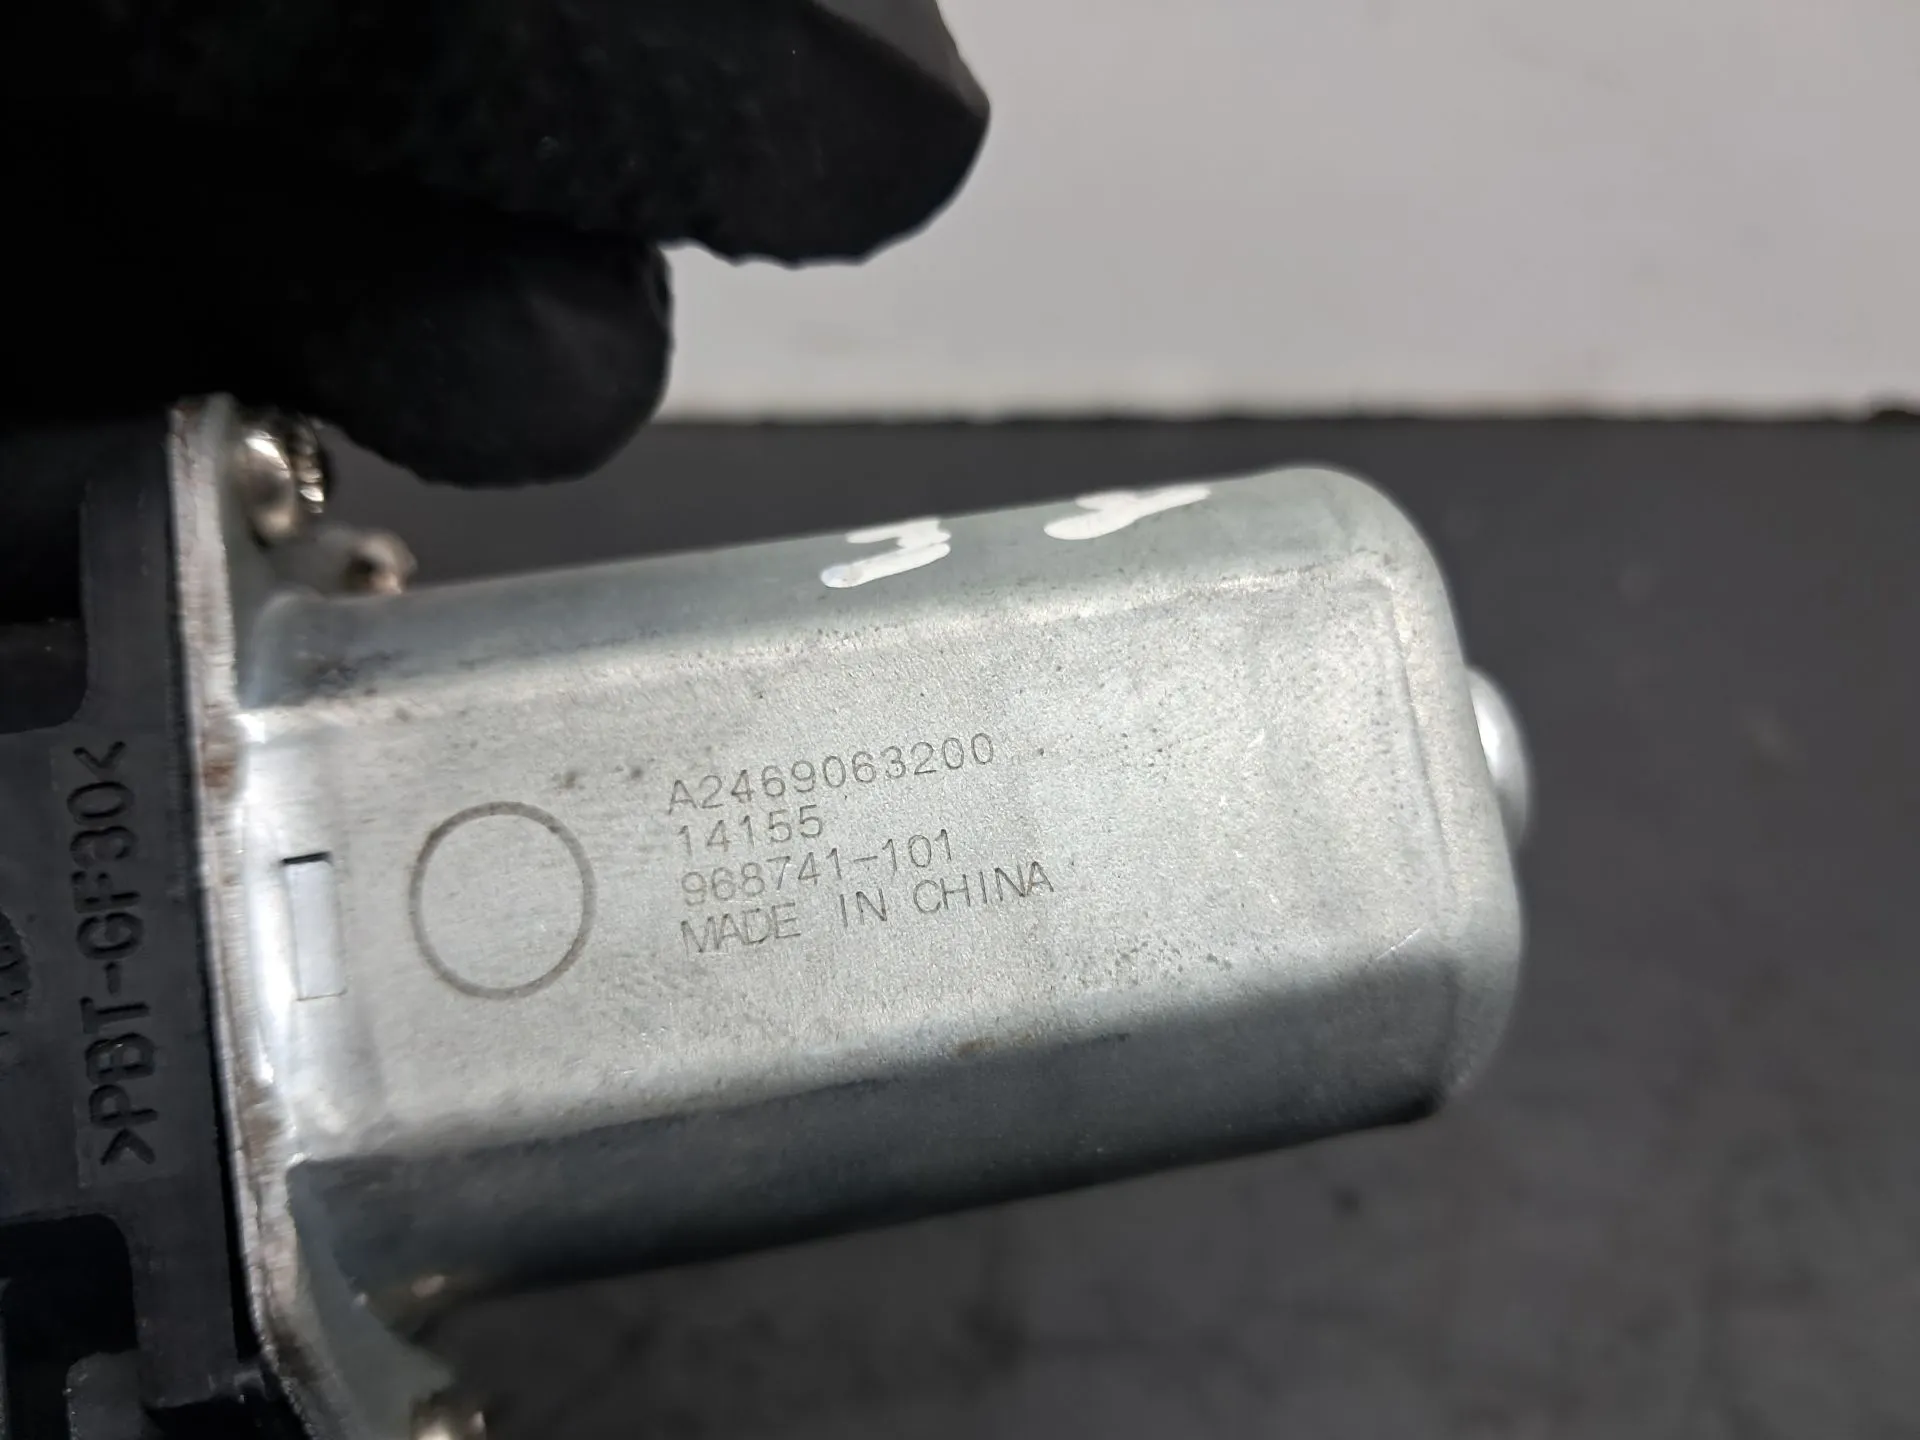 A2469063200
14155
968741-101
MADE IN CHINA
>PBT-GF30<